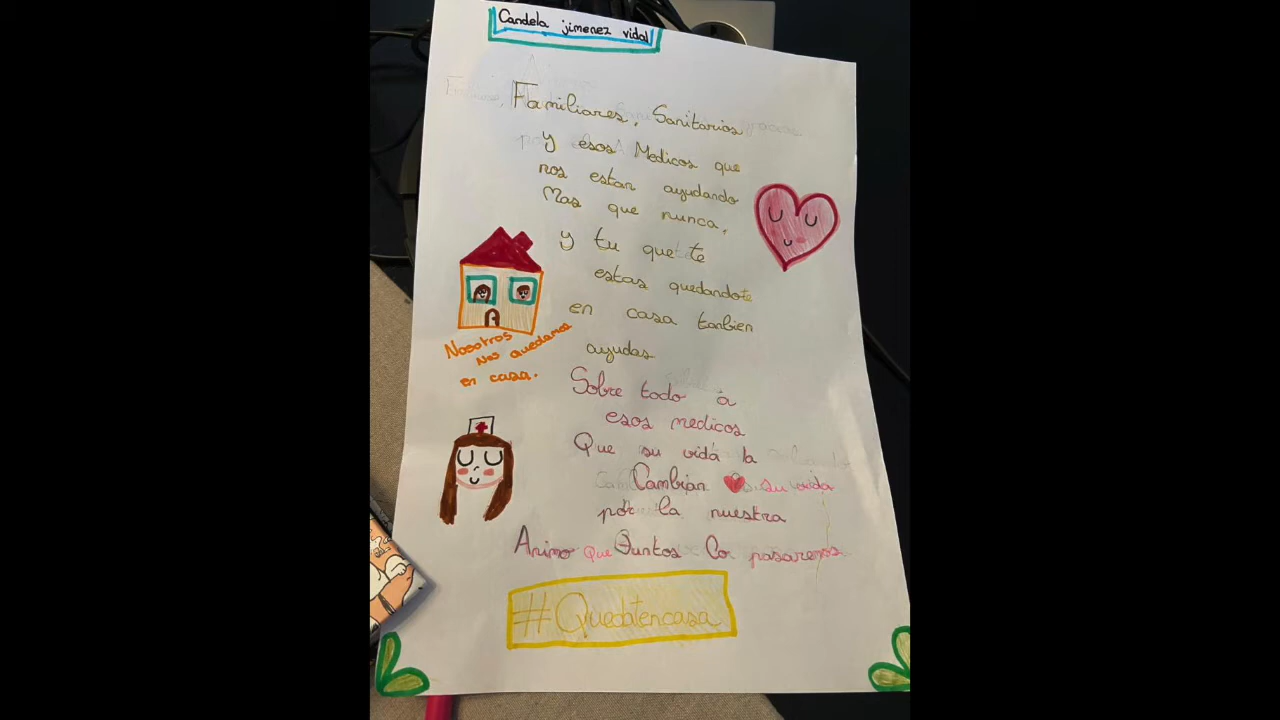 Candela jimenez vidal
Familiares, Sanitarios
y esos Medicos que
nos estan ayudando
Mas que nunca,
y tu que te
estas quedandote
en casa tanbien
ayudas
Nosotros
Nos quedamos
en casa.
Sobre todo a
esos medicos
Que su vida la
Cambian su vida
por la nuestra
Animo que Juntos Lo pasaremos
#Quedatencasa